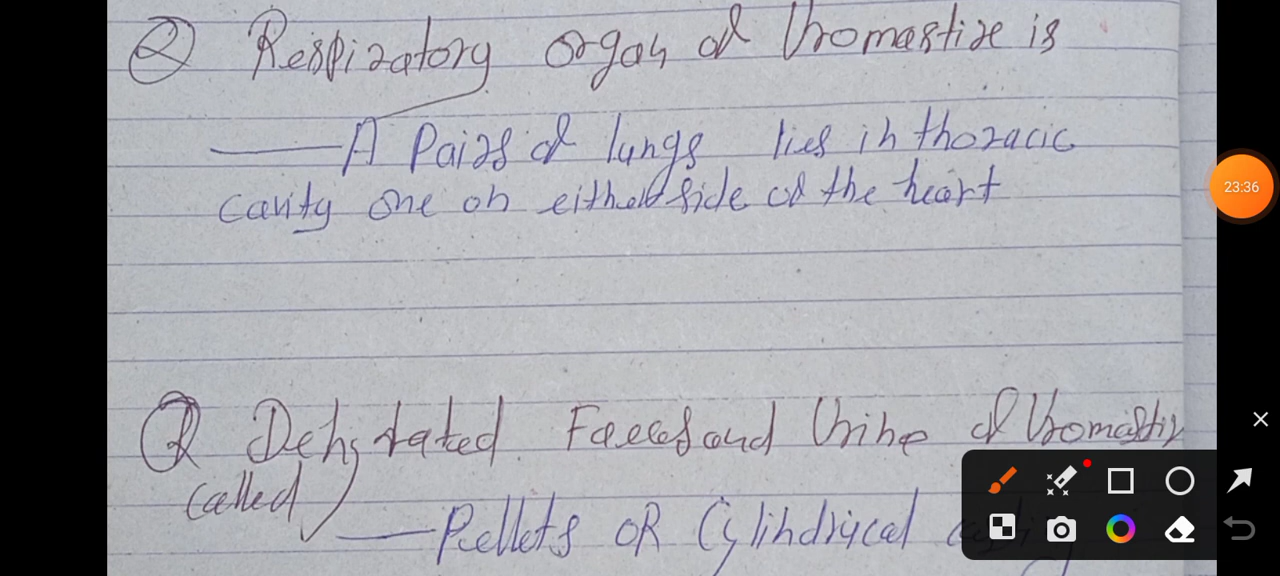 Q Respiratory organ of Uromastix is
— A Pairs of lungs lies in thoracic
cavity one on either side of the heart
23:36
Q Dehydrated Faeces and Urine of Uromastix
called
— Pellets OR Cylindrical